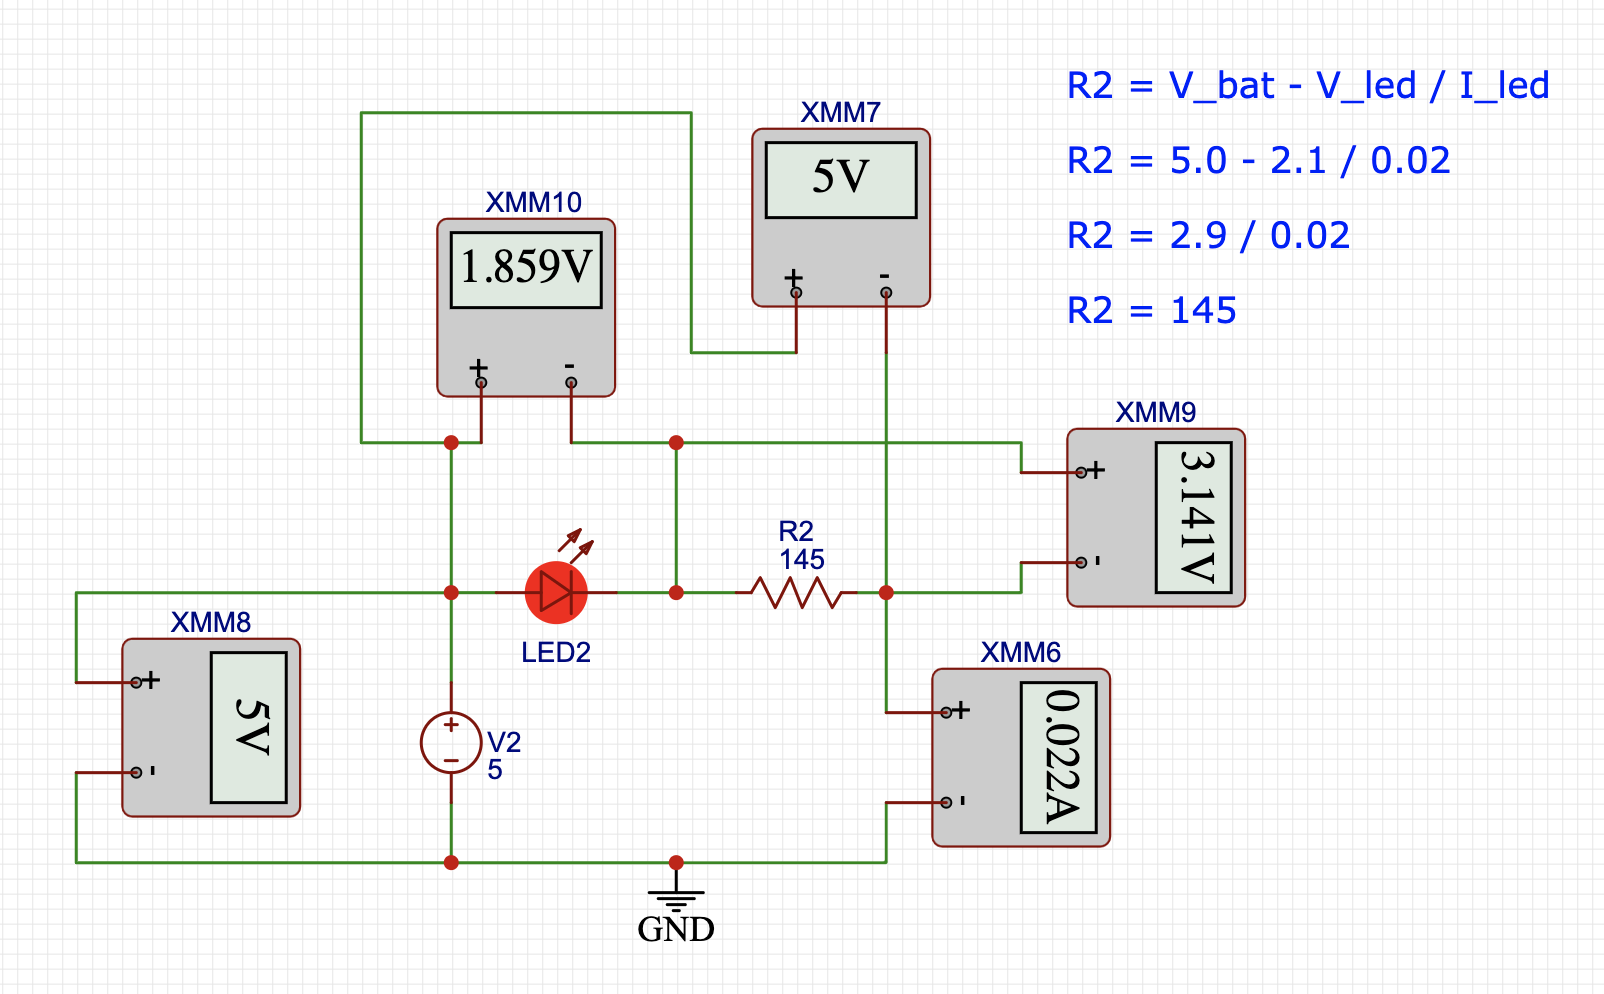 R2 = V_bat - V_led / I_led
XMM7
5V
+ -
R2 = 5.0 - 2.1 / 0.02
XMM10
1.859V
+ -
R2 = 2.9 / 0.02
R2 = 145
XMM9
3.141V
+
-
R2
145
LED2
XMM8
5V
+
-
XMM6
0.022A
+
-
V2
5
+
−
GND